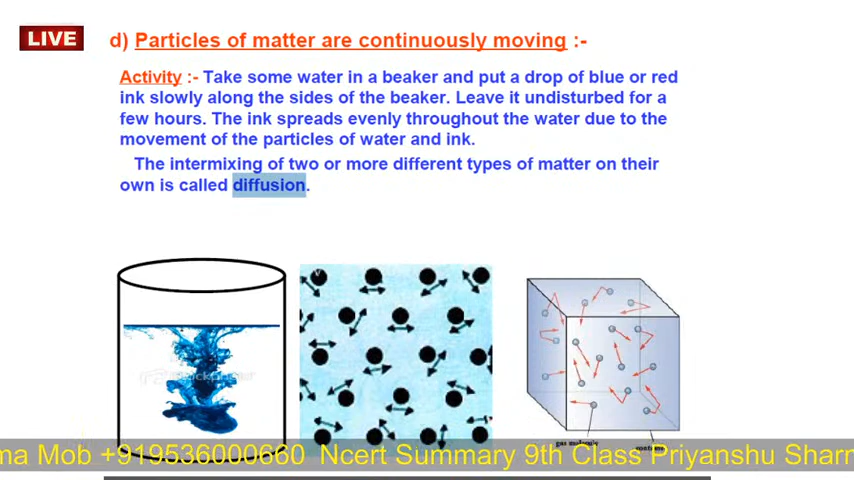 LIVE
d) Particles of matter are continuously moving :-
Activity :- Take some water in a beaker and put a drop of blue or red
ink slowly along the sides of the beaker. Leave it undisturbed for a
few hours. The ink spreads evenly throughout the water due to the
movement of the particles of water and ink.
The intermixing of two or more different types of matter on their
own is called diffusion.
gas molecule
ma Mob +919536000660 Ncert Summary 9th Class Priyanshu Sharm